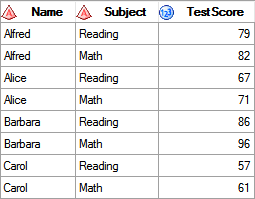 Name Subject TestScore
Alfred Reading 79
Alfred Math 82
Alice Reading 67
Alice Math 71
Barbara Reading 86
Barbara Math 96
Carol Reading 57
Carol Math 61